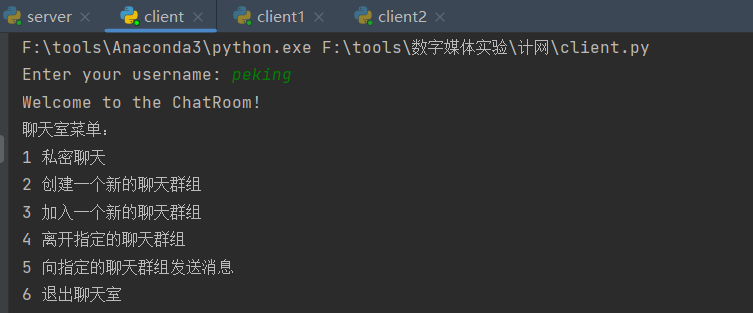 server client client1 client2
F:\tools\Anaconda3\python.exe F:\tools\数字媒体实验\计网\client.py
Enter your username: peking
Welcome to the ChatRoom!
聊天室菜单：
1 私密聊天
2 创建一个新的聊天群组
3 加入一个新的聊天群组
4 离开指定的聊天群组
5 向指定的聊天群组发送消息
6 退出聊天室